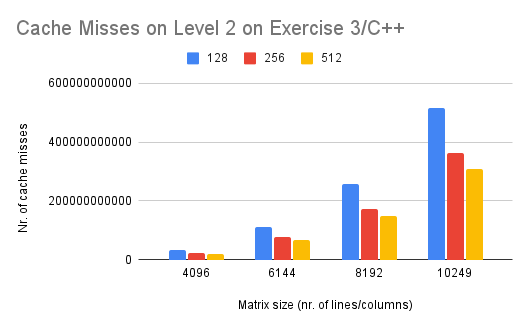 Cache Misses on Level 2 on Exercise 3/C++
128 256 512
600000000000
400000000000
200000000000
0
Nr. of cache misses
4096 6144 8192 10249
Matrix size (nr. of lines/columns)